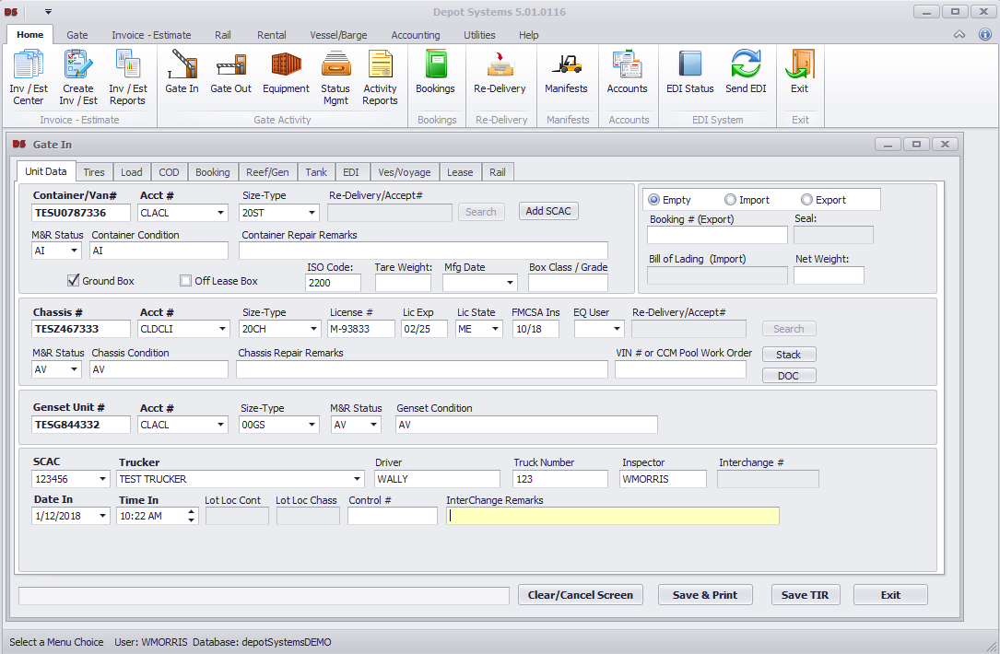 DS Depot Systems 5.01.0116
Home Gate Invoice - Estimate Rail Rental Vessel/Barge Accounting Utilities Help
Inv / Est Center
Create Inv / Est
Inv / Est Reports
Gate In
Gate Out
Equipment
Status Mgmt
Activity Reports
Bookings
Re-Delivery
Manifests
Accounts
EDI Status
Send EDI
Exit
Invoice - Estimate Gate Activity Bookings Re-Delivery Manifests Accounts EDI System Exit
DS Gate In
Unit Data Tires Load COD Booking Reef/Gen Tank EDI Ves/Voyage Lease Rail
Container/Van# Acct # Size-Type Re-Delivery/Accept#
TESU0787336 CLACL 20ST Search Add SCAC
M&R Status Container Condition Container Repair Remarks
AI AI
Ground Box Off Lease Box ISO Code: Tare Weight: Mfg Date Box Class / Grade
2200
Empty Import Export
Booking # (Export) Seal:
Bill of Lading (Import) Net Weight:
Chassis # Acct # Size-Type License # Lic Exp Lic State FMCSA Ins EQ User Re-Delivery/Accept#
TESZ467333 CLDCLI 20CH M-93833 02/25 ME 10/18 Search
M&R Status Chassis Condition Chassis Repair Remarks VIN # or CCM Pool Work Order Stack
AV AV DOC
Genset Unit # Acct # Size-Type M&R Status Genset Condition
TESG844332 CLACL 00GS AV AV
SCAC Trucker Driver Truck Number Inspector Interchange #
123456 TEST TRUCKER WALLY 123 WMORRIS
Date In Time In Lot Loc Cont Lot Loc Chass Control # InterChange Remarks
1/12/2018 10:22 AM
Clear/Cancel Screen Save & Print Save TIR Exit
Select a Menu Choice User: WMORRIS Database: depotSystemsDEMO